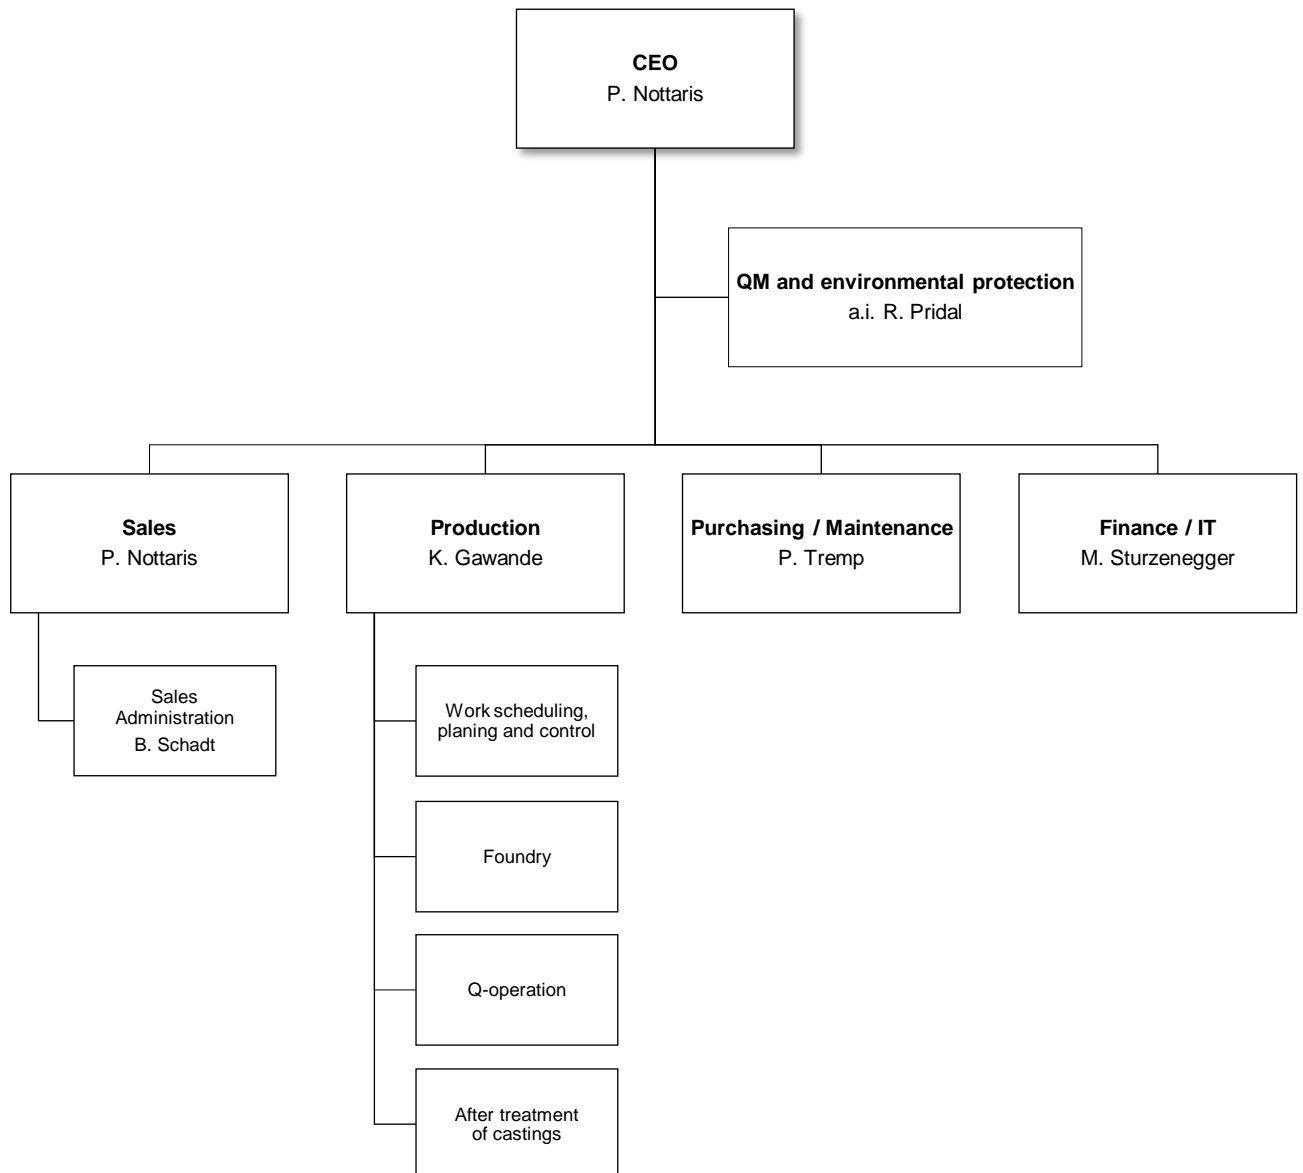 CEO
P. Nottaris
QM and environmental protection
a.i. R. Pridal
Sales
P. Nottaris
Production
K. Gawande
Purchasing / Maintenance
P. Tremp
Finance / IT
M. Sturzenegger
Sales
Administration
B. Schadt
Work scheduling,
planing and control
Foundry
Q-operation
After treatment
of castings